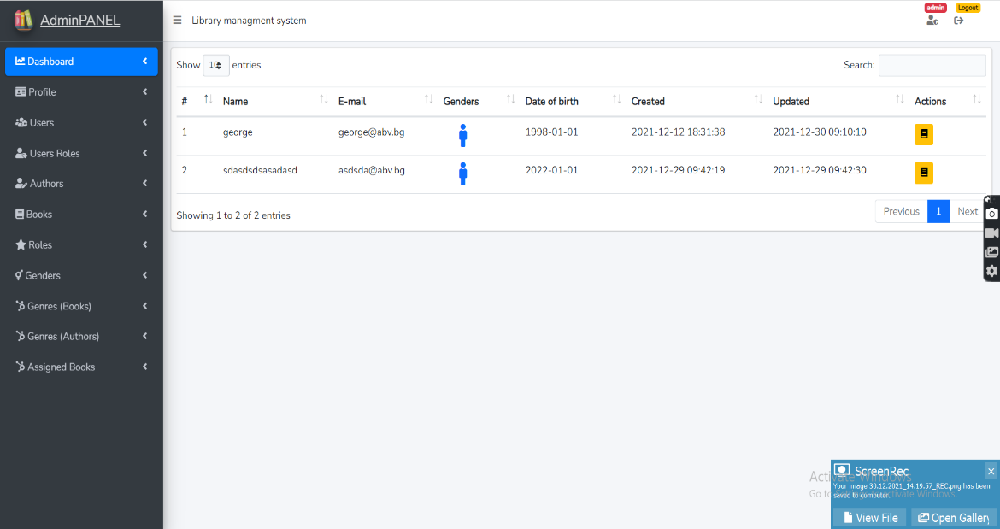 AdminPANEL
Library managment system
admin
Logout
Dashboard
Profile
Users
Users Roles
Authors
Books
Roles
Genders
Genres (Books)
Genres (Authors)
Assigned Books
Show 10 entries
Search:
# Name E-mail Genders Date of birth Created Updated Actions
1 george george@abv.bg 1998-01-01 2021-12-12 18:31:38 2021-12-30 09:10:10
2 sdasdsdsasadasd asdsda@abv.bg 2022-01-01 2021-12-29 09:42:19 2021-12-29 09:42:30
Showing 1 to 2 of 2 entries
Previous 1 Next
Activate Windows
Go to Settings to activate Windows.
ScreenRec
Your image 30.12.2021_14.19.57_REC.png has been
saved to computer.
View File
Open Gallery